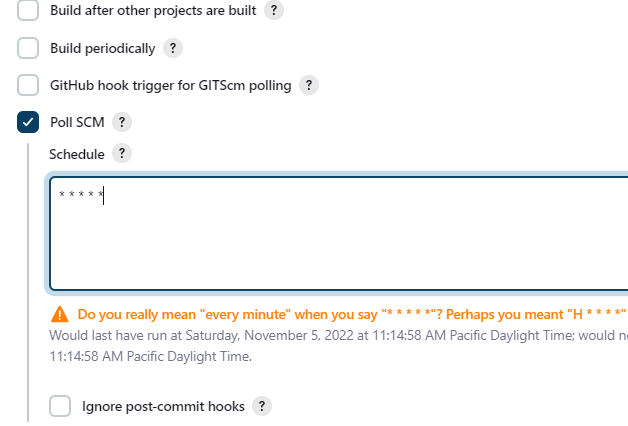 Build after other projects are built ?
Build periodically ?
GitHub hook trigger for GITScm polling ?
Poll SCM ?
Schedule ?
* * * * *
Do you really mean "every minute" when you say "* * * * *"? Perhaps you meant "H * * * *"
Would last have run at Saturday, November 5, 2022 at 11:14:58 AM Pacific Daylight Time; would
11:14:58 AM Pacific Daylight Time.
Ignore post-commit hooks ?